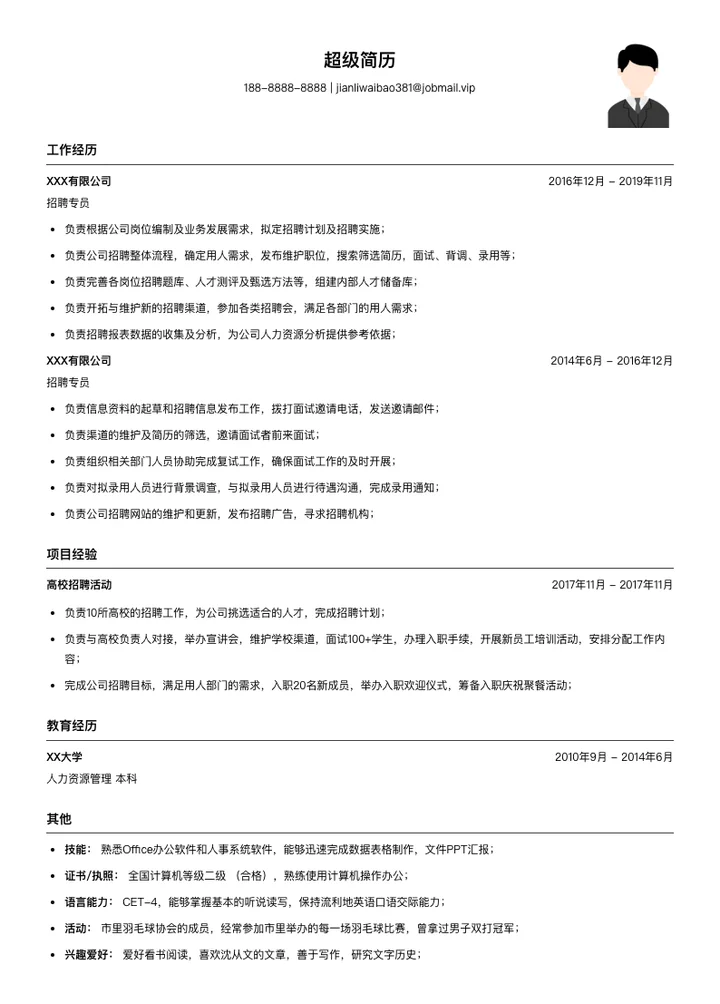 超级简历
188-8888-8888 | jianliwaibao381@jobmail.vip
工作经历
XXX有限公司 2016年12月 – 2019年11月
招聘专员
• 负责根据公司岗位编制及业务发展需求，拟定招聘计划及招聘实施；
• 负责公司招聘整体流程，确定用人需求，发布维护职位，搜索筛选简历，面试、背调、录用等；
• 负责完善各岗位招聘题库、人才测评及甄选方法等，组建内部人才储备库；
• 负责开拓与维护新的招聘渠道，参加各类招聘会，满足各部门的用人需求；
• 负责招聘报表数据的收集及分析，为公司人力资源分析提供参考依据；
XXX有限公司 2014年6月 – 2016年12月
招聘专员
• 负责信息资料的起草和招聘信息发布工作，拨打面试邀请电话，发送邀请邮件；
• 负责渠道的维护及简历的筛选，邀请面试者前来面试；
• 负责组织相关部门人员协助完成复试工作，确保面试工作的及时开展；
• 负责对拟录用人员进行背景调查，与拟录用人员进行待遇沟通，完成录用通知；
• 负责公司招聘网站的维护和更新，发布招聘广告，寻求招聘机构；
项目经验
高校招聘活动 2017年11月 – 2017年11月
• 负责10所高校的招聘工作，为公司挑选适合的人才，完成招聘计划；
• 负责与高校负责人对接，举办宣讲会，维护学校渠道，面试100+学生，办理入职手续，开展新员工培训活动，安排分配工作内
容；
• 完成公司招聘目标，满足用人部门的需求，入职20名新成员，举办入职欢迎仪式，筹备入职庆祝聚餐活动；
教育经历
XX大学 2010年9月 – 2014年6月
人力资源管理 本科
其他
• 技能： 熟悉Office办公软件和人事系统软件，能够迅速完成数据表格制作，文件PPT汇报；
• 证书/执照： 全国计算机等级二级 （合格），熟练使用计算机操作办公；
• 语言能力： CET-4，能够掌握基本的听说读写，保持流利地英语口语交际能力；
• 活动： 市里羽毛球协会的成员，经常参加市里举办的每一场羽毛球比赛，曾拿过男子双打冠军；
• 兴趣爱好： 爱好看书阅读，喜欢沈从文的文章，善于写作，研究文字历史；